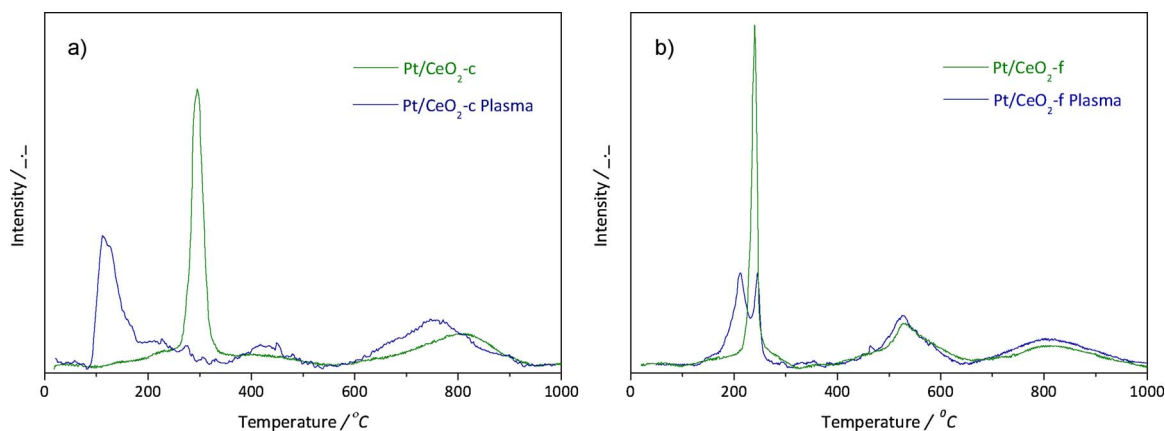 a)
Pt/CeO₂-c
Pt/CeO₂-c Plasma
Intensity / _._
0 200 400 600 800 1000
Temperature / °C
b)
Pt/CeO₂-f
Pt/CeO₂-f Plasma
Intensity / _._
0 200 400 600 800 1000
Temperature / ⁰C